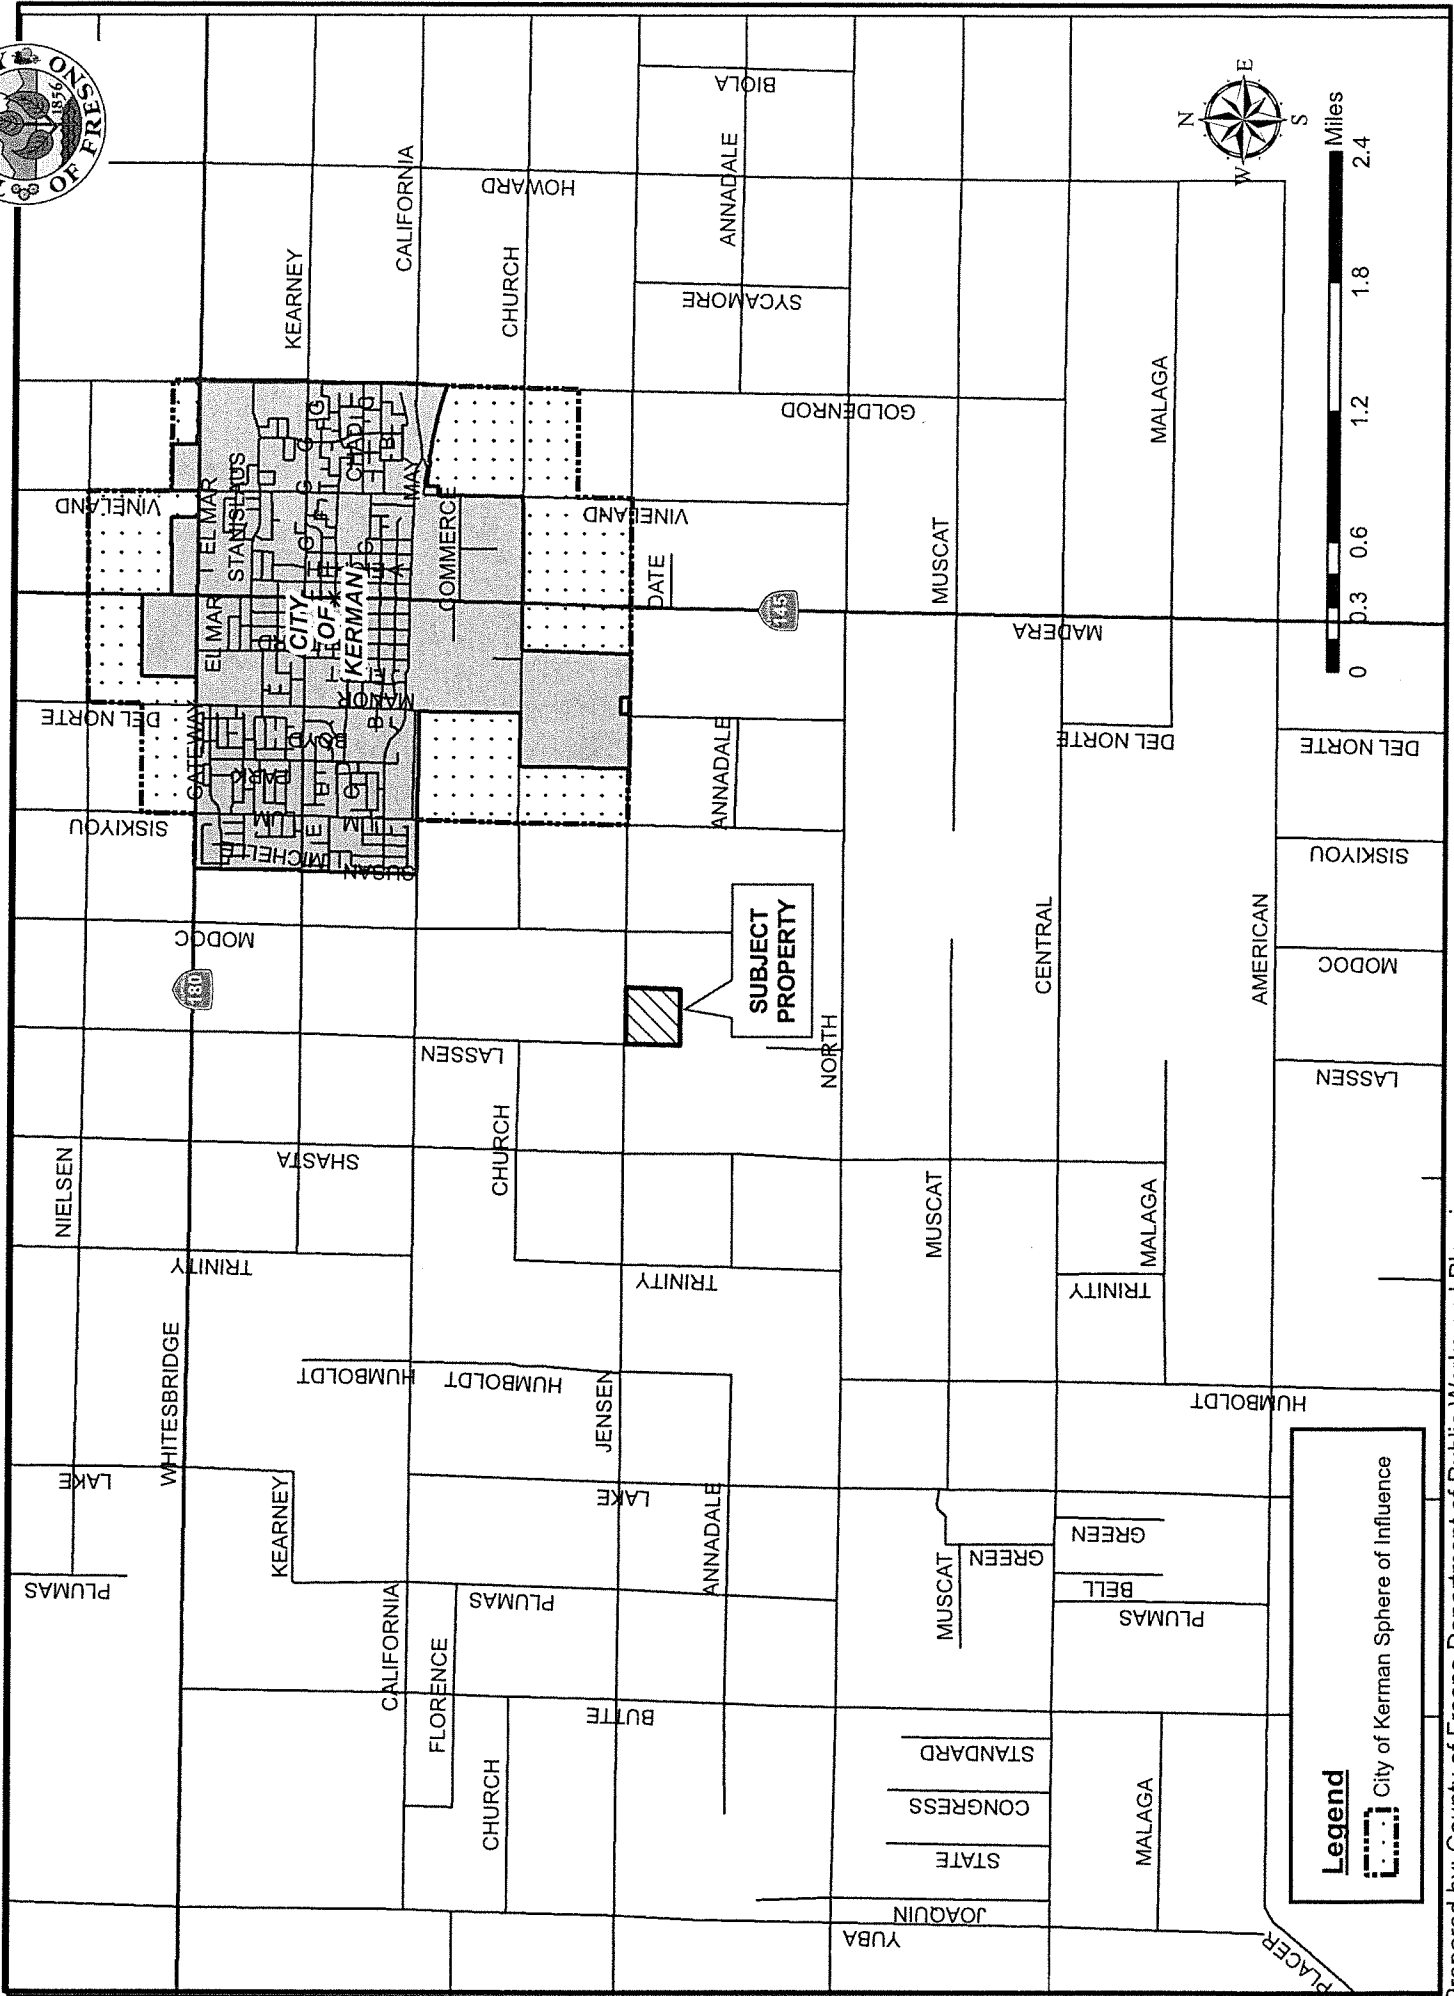 PLUMAS
LAKE
NIELSEN
TRINITY
SISKIYOU
DEL NORTE
VINELAND
Y
OF FRESNO
1856
WHITESBRIDGE
180
MODOC
SHASTA
GATEWAY
EL MAR
EL MAR
STANISLAUS
MICHELLE
SUSAN
LUM
PARK
BOYD
MANOR
CITY
OF
KERMAN
KEARNEY
KEARNEY
CALIFORNIA
CALIFORNIA
MAY
COMMERCE
HUMBOLDT
HUMBOLDT
LASSEN
FLORENCE
PLUMAS
CHURCH
CHURCH
CHURCH
HOWARD
BUTTE
LAKE
JENSEN
TRINITY
VINELAND
DATE
ANNADALE
ANNADALE
ANNADALE
SYCAMORE
BIOLA
SUBJECT
PROPERTY
145
GOLDENROD
NORTH
YUBA
JOAQUIN
STATE
CONGRESS
STANDARD
MUSCAT
MUSCAT
MUSCAT
GREEN
MADERA
CENTRAL
PLUMAS
BELL
GREEN
TRINITY
DEL NORTE
MALAGA
MALAGA
MALAGA
HUMBOLDT
AMERICAN
PLACER
LASSEN
MODOC
SISKIYOU
DEL NORTE
N
W
E
S
0
0.3
0.6
1.2
1.8
2.4
Miles
Legend
City of Kerman Sphere of Influence